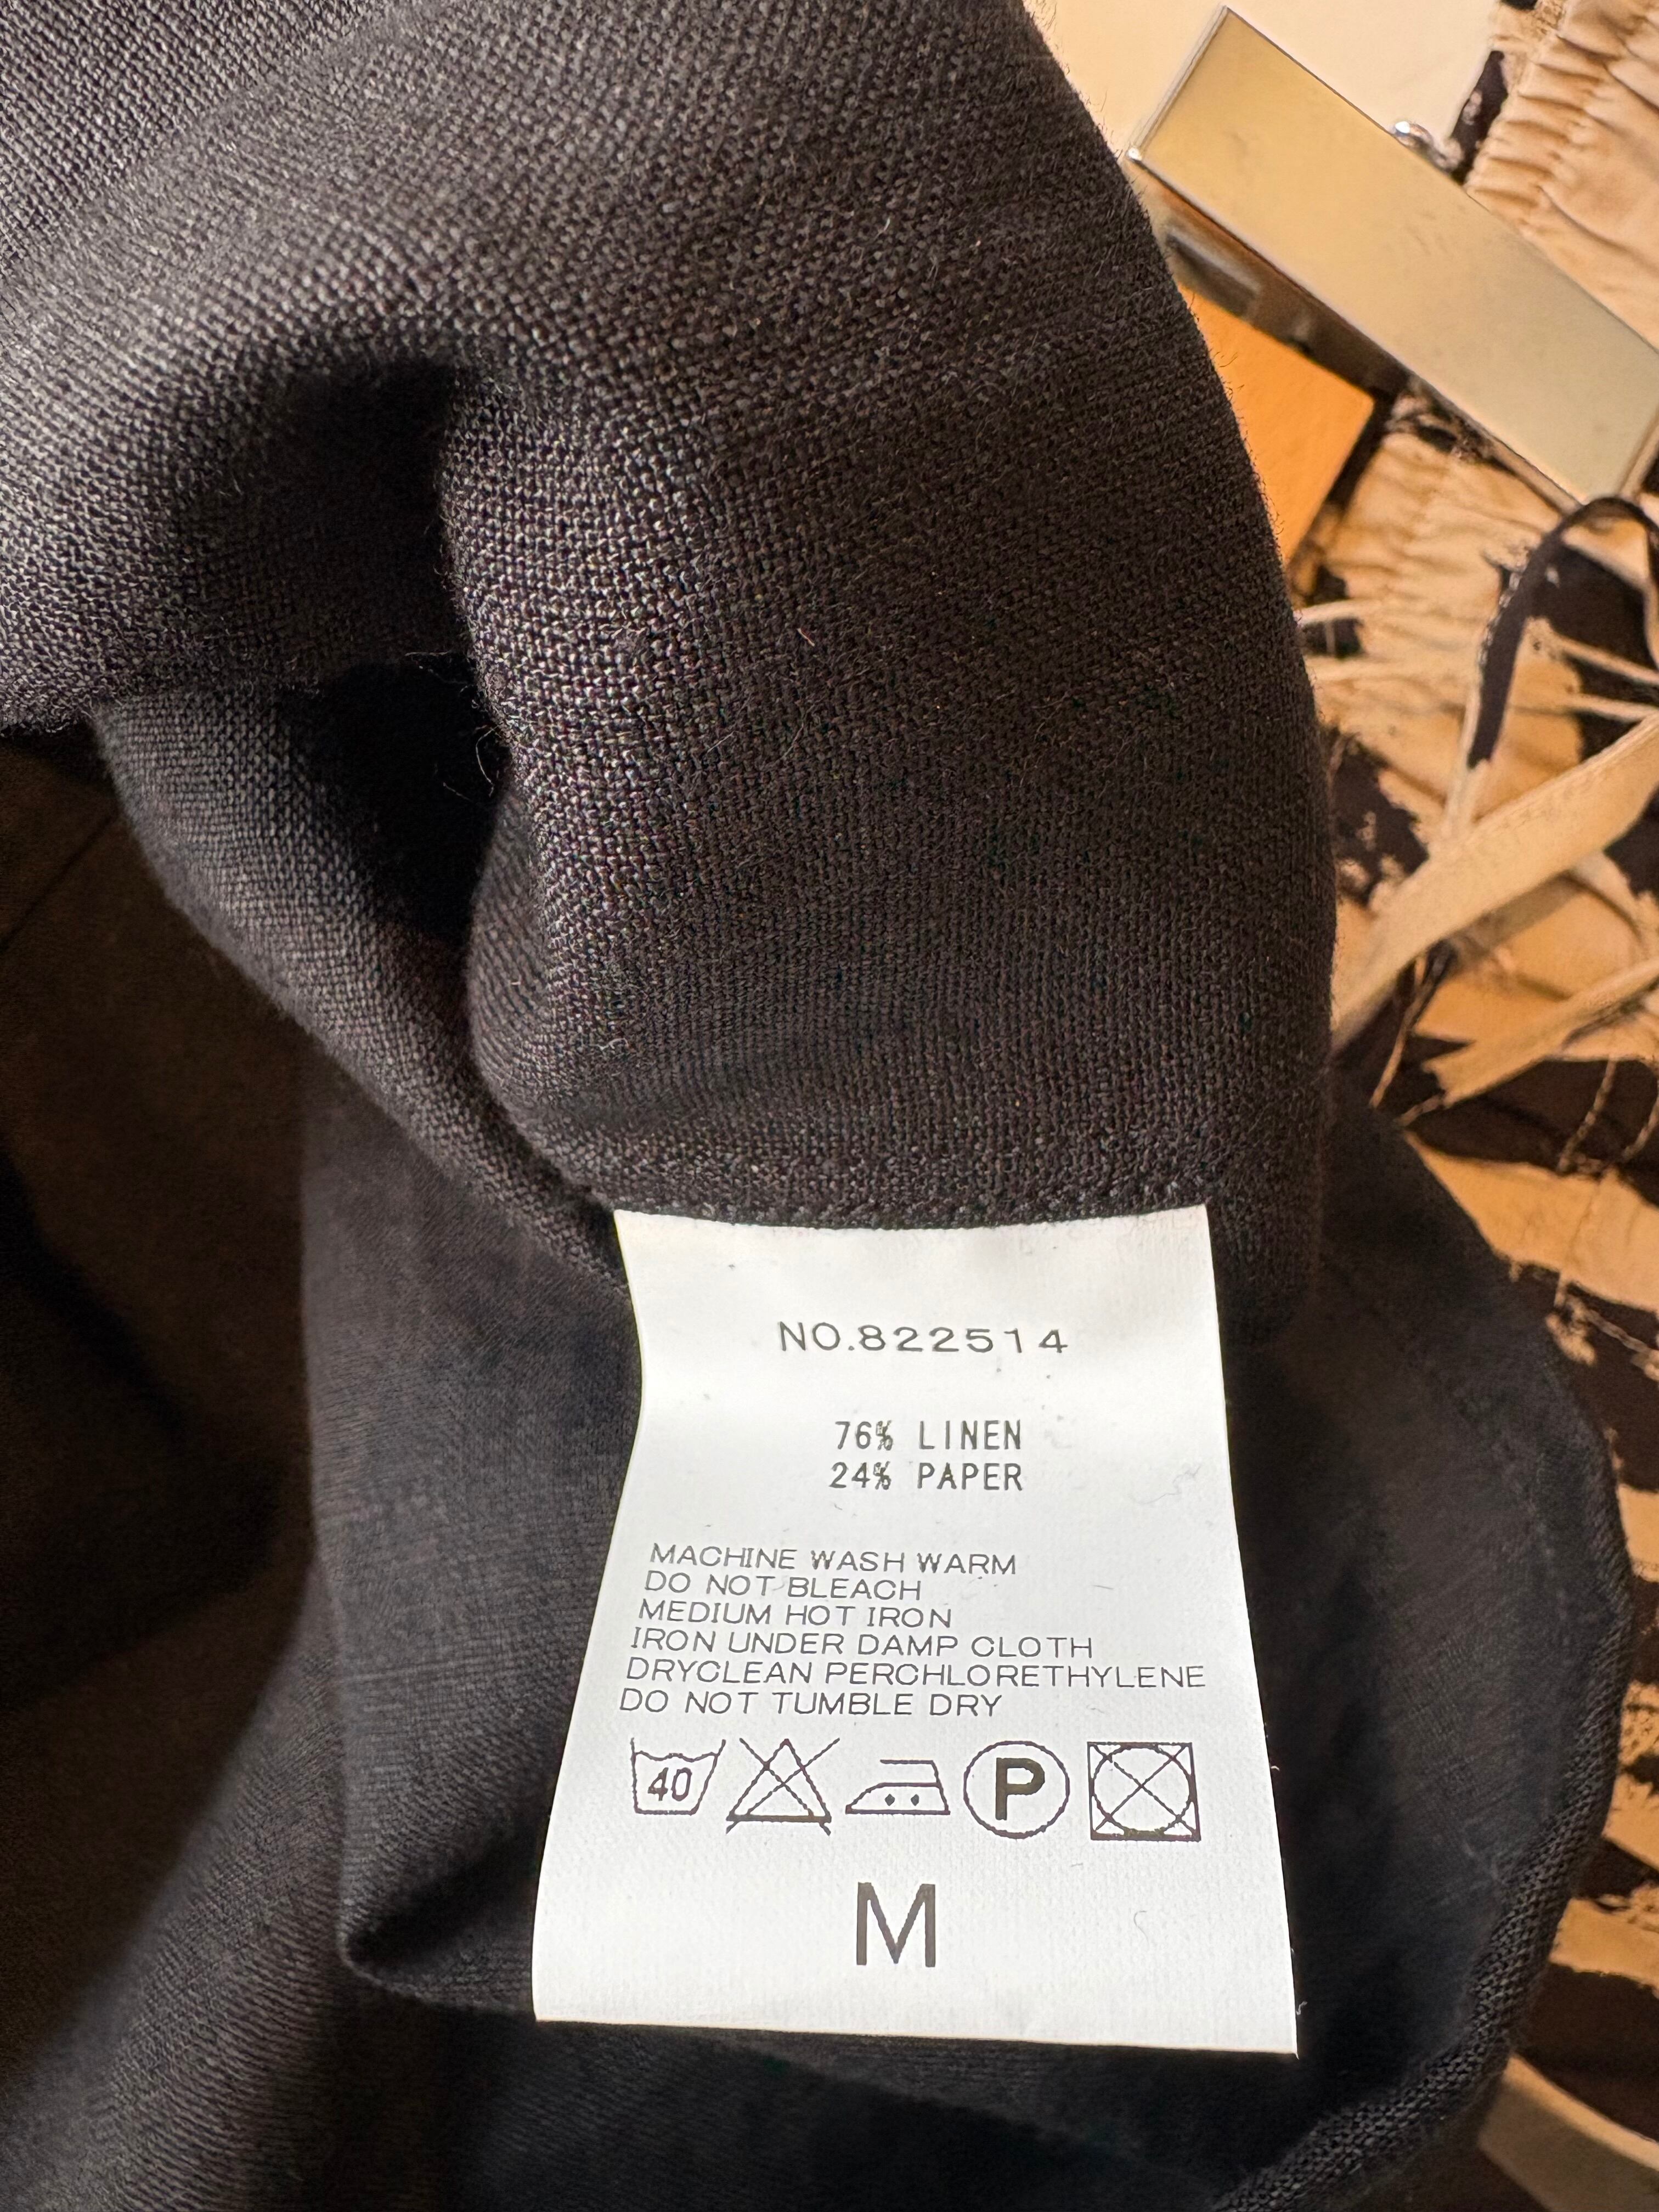 NO.822514
76% LINEN
24% PAPER
MACHINE WASH WARM
DO NOT BLEACH
MEDIUM HOT IRON
IRON UNDER DAMP CLOTH
DRYCLEAN PERCHLORETHYLENE
DO NOT TUMBLE DRY
40 P
M